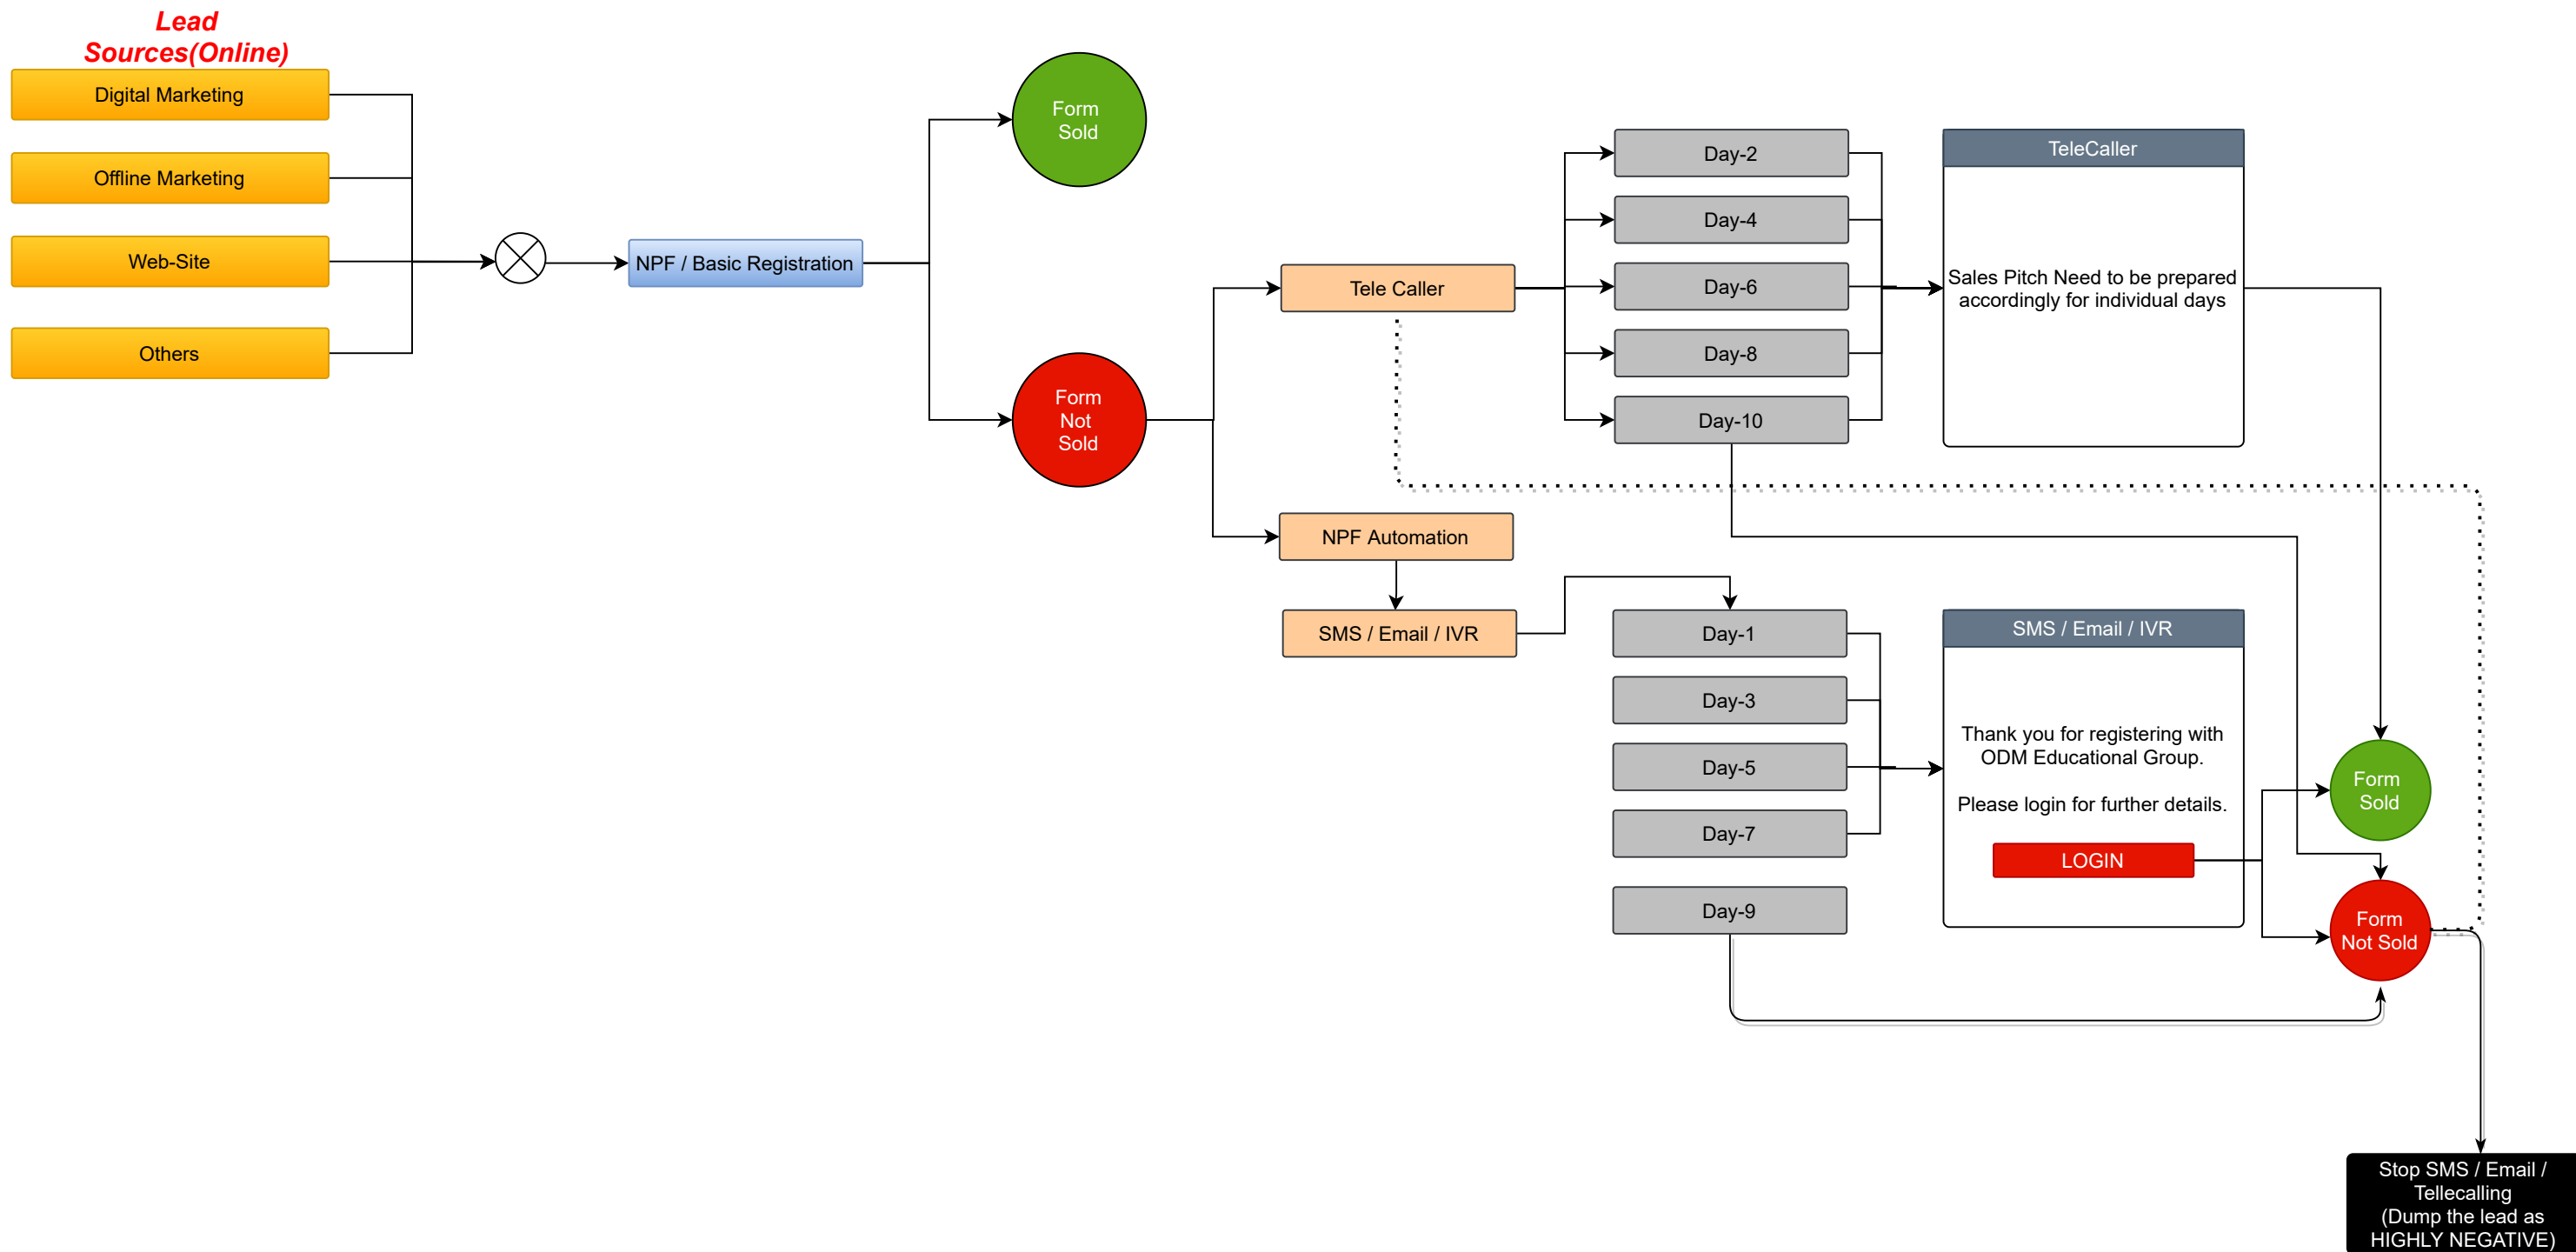 Lead
Sources(Online)
Digital Marketing
Offline Marketing
Web-Site
Others
NPF / Basic Registration
Form
Sold
Form
Not
Sold
Tele Caller
NPF Automation
SMS / Email / IVR
Day-2
Day-4
Day-6
Day-8
Day-10
TeleCaller
Sales Pitch Need to be prepared
accordingly for individual days
Day-1
Day-3
Day-5
Day-7
Day-9
SMS / Email / IVR
Thank you for registering with
ODM Educational Group.
Please login for further details.
LOGIN
Form
Sold
Form
Not Sold
Stop SMS / Email /
Tellecalling
(Dump the lead as
HIGHLY NEGATIVE)